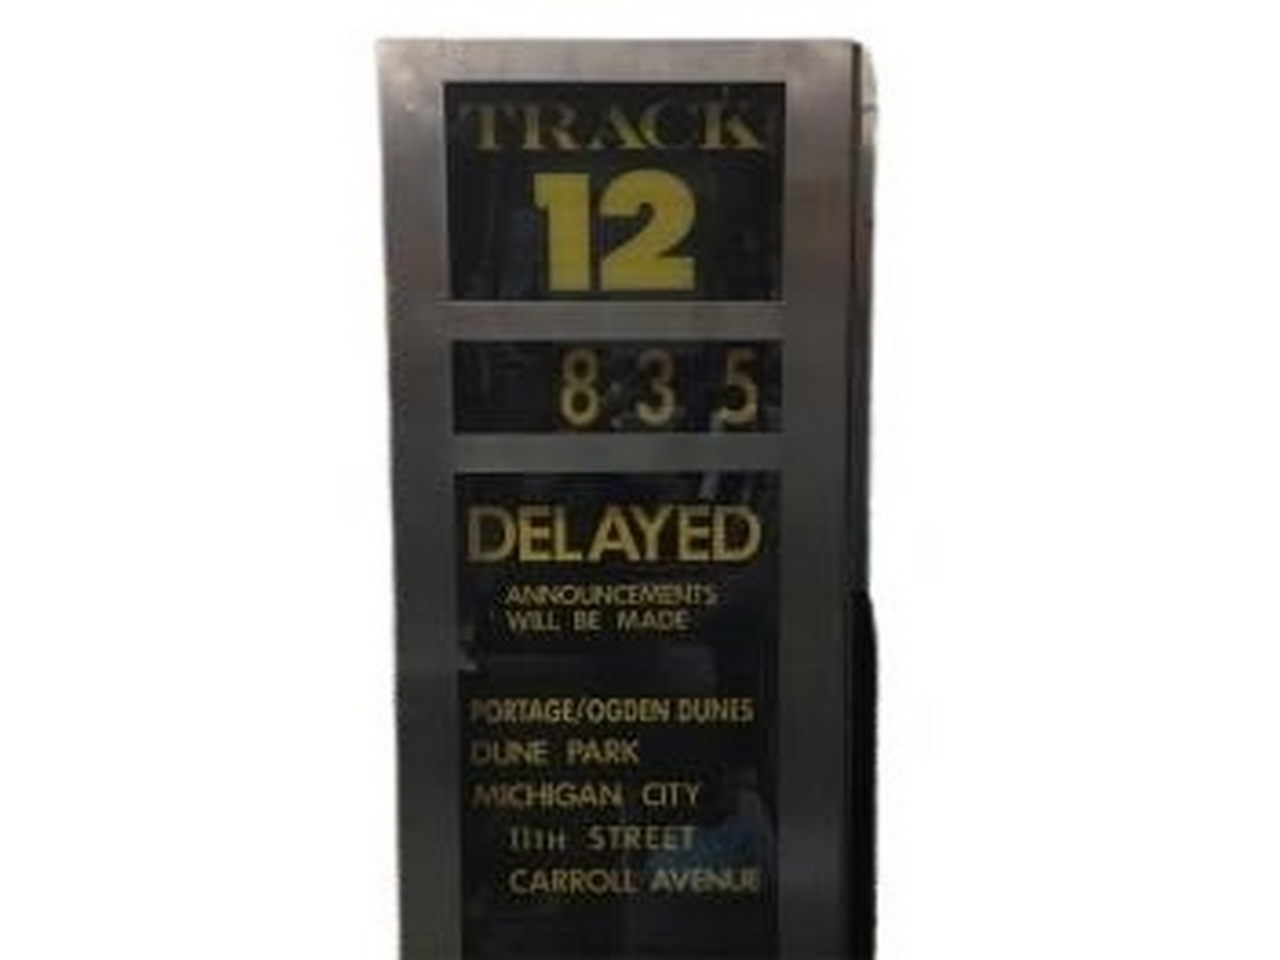 TRACK
12
8:35
DELAYED
ANNOUNCEMENTS
WILL BE MADE
PORTAGE/OGDEN DUNES
DUNE PARK
MICHIGAN CITY
11TH STREET
CARROLL AVENUE